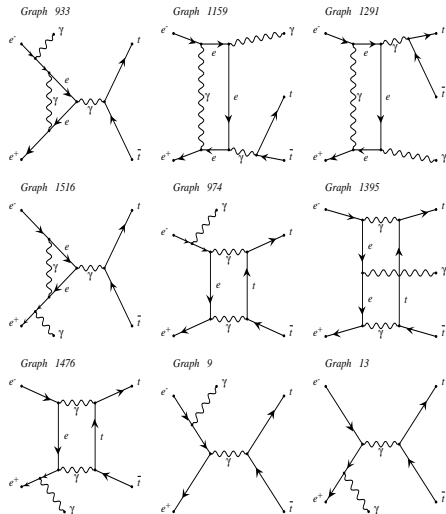 Graph 933
e-
γ
t
e
γ
e
γ
e+
t̄
Graph 1159
e-
γ
e
γ
e
t
e
γ
e+
t̄
Graph 1291
e-
t
e
γ
γ
e
t̄
e
e+
γ
Graph 1516
e-
t
e
γ
γ
e
e+
γ
t̄
Graph 974
γ
e-
t
γ
e
t
γ
e+
t̄
Graph 1395
e-
t
γ
e
γ
e
t
γ
e+
t̄
Graph 1476
e-
t
γ
e
t
γ
e+
γ
t̄
Graph 9
e-
γ
t
γ
e+
t̄
Graph 13
e-
t
γ
e+
γ
t̄